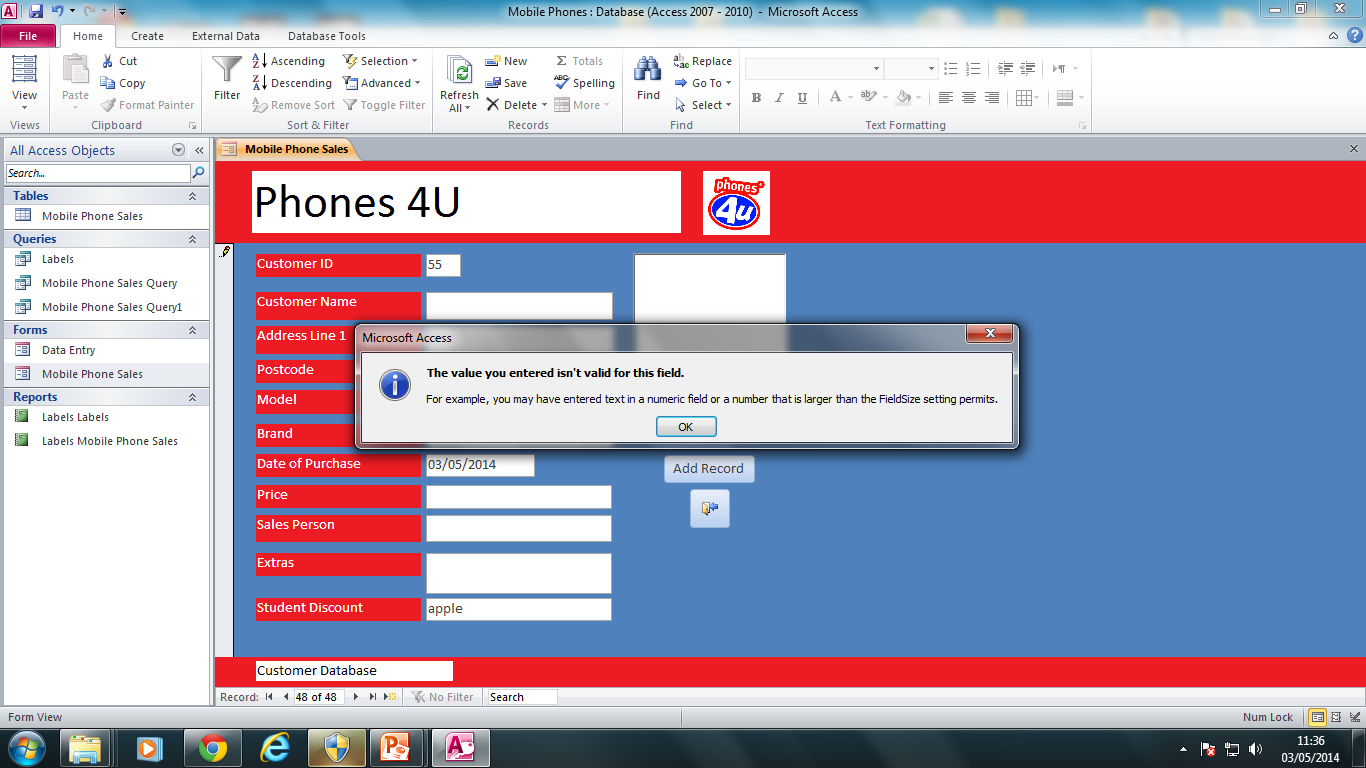 Mobile Phones : Database (Access 2007 - 2010) - Microsoft Access
File Home Create External Data Database Tools
View Paste Cut Copy Format Painter
Filter Ascending Descending Remove Sort Selection Advanced Toggle Filter
Refresh All New Save Delete Totals Spelling More
Find Replace Go To Select
B I U A
Views Clipboard Sort & Filter Records Find Text Formatting
All Access Objects
Search...
Tables
Mobile Phone Sales
Queries
Labels
Mobile Phone Sales Query
Mobile Phone Sales Query1
Forms
Data Entry
Mobile Phone Sales
Reports
Labels Labels
Labels Mobile Phone Sales
Mobile Phone Sales
Phones 4U
phones
4u
Customer ID 55
Customer Name
Address Line 1
Postcode
Model
Brand
Date of Purchase 03/05/2014
Price
Sales Person
Extras
Student Discount apple
Add Record
Microsoft Access
The value you entered isn't valid for this field.
For example, you may have entered text in a numeric field or a number that is larger than the FieldSize setting permits.
OK
Customer Database
Record: 48 of 48 No Filter Search
Form View Num Lock
11:36
03/05/2014